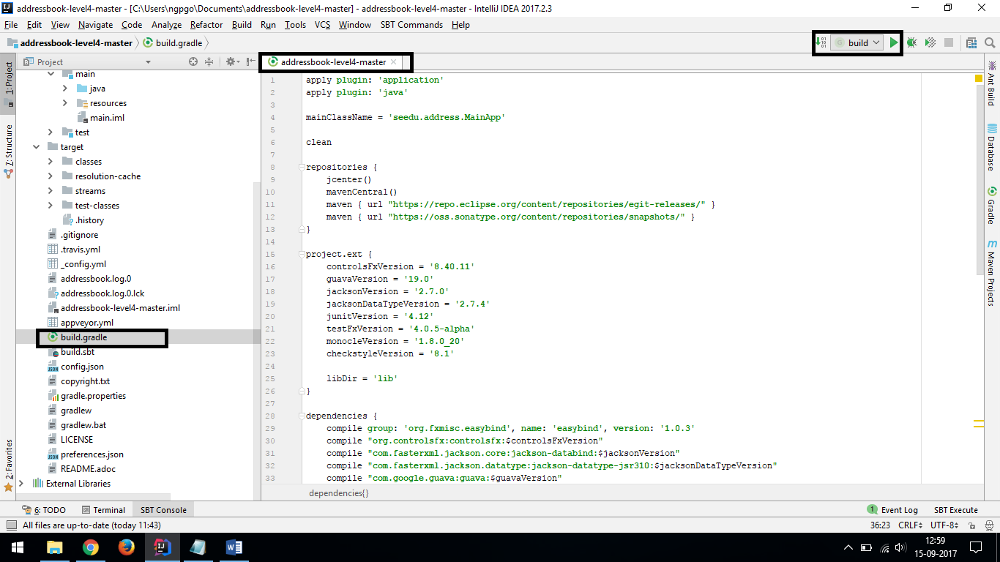 addressbook-level4-master - [C:\Users\ngpgo\Documents\addressbook-level4-master] - addressbook-level4-master - IntelliJ IDEA 2017.2.3
File Edit View Navigate Code Analyze Refactor Build Run Tools VCS Window SBT Commands Help
addressbook-level4-master build.gradle
build
Project
addressbook-level4-master
1: Project
7: Structure
2: Favorites
main
java
resources
main.iml
test
target
classes
resolution-cache
streams
test-classes
.history
.gitignore
.travis.yml
_config.yml
addressbook.log.0
addressbook.log.0.lck
addressbook-level4-master.iml
appveyor.yml
build.gradle
build.sbt
config.json
copyright.txt
gradle.properties
gradlew
gradlew.bat
LICENSE
preferences.json
README.adoc
External Libraries
1 apply plugin: 'application'
2 apply plugin: 'java'
3
4 mainClassName = 'seedu.address.MainApp'
5
6 clean
7
8 repositories {
9 jcenter()
10 mavenCentral()
11 maven { url "https://repo.eclipse.org/content/repositories/egit-releases/" }
12 maven { url "https://oss.sonatype.org/content/repositories/snapshots/" }
13 }
14
15 project.ext {
16 controlsFxVersion = '8.40.11'
17 guavaVersion = '19.0'
18 jacksonVersion = '2.7.0'
19 jacksonDataTypeVersion = '2.7.4'
20 junitVersion = '4.12'
21 testFxVersion = '4.0.5-alpha'
22 monocleVersion = '1.8.0_20'
23 checkstyleVersion = '8.1'
24
25 libDir = 'lib'
26 }
27
28 dependencies {
29 compile group: 'org.fxmisc.easybind', name: 'easybind', version: '1.0.3'
30 compile "org.controlsfx:controlsfx:$controlsFxVersion"
31 compile "com.fasterxml.jackson.core:jackson-databind:$jacksonVersion"
32 compile "com.fasterxml.jackson.datatype:jackson-datatype-jsr310:$jacksonDataTypeVersion"
33 compile "com.google.guava:guava:$guavaVersion"
dependencies{}
Ant Build
Database
Gradle
Maven Projects
6: TODO Terminal SBT Console
1 Event Log SBT Execute
All files are up-to-date (today 11:43)
36:23 CRLF UTF-8
12:59
15-09-2017